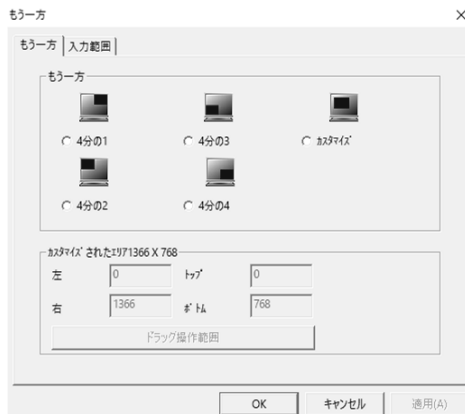 もう一方
もう一方 入力範囲
もう一方
4分の1 4分の3 カスタマイズ
4分の2 4分の4
カスタマイズされたエリア1366 X 768
左 0 トップ 0
右 1366 ボトム 768
ドラッグ操作範囲
OK キャンセル 適用(A)